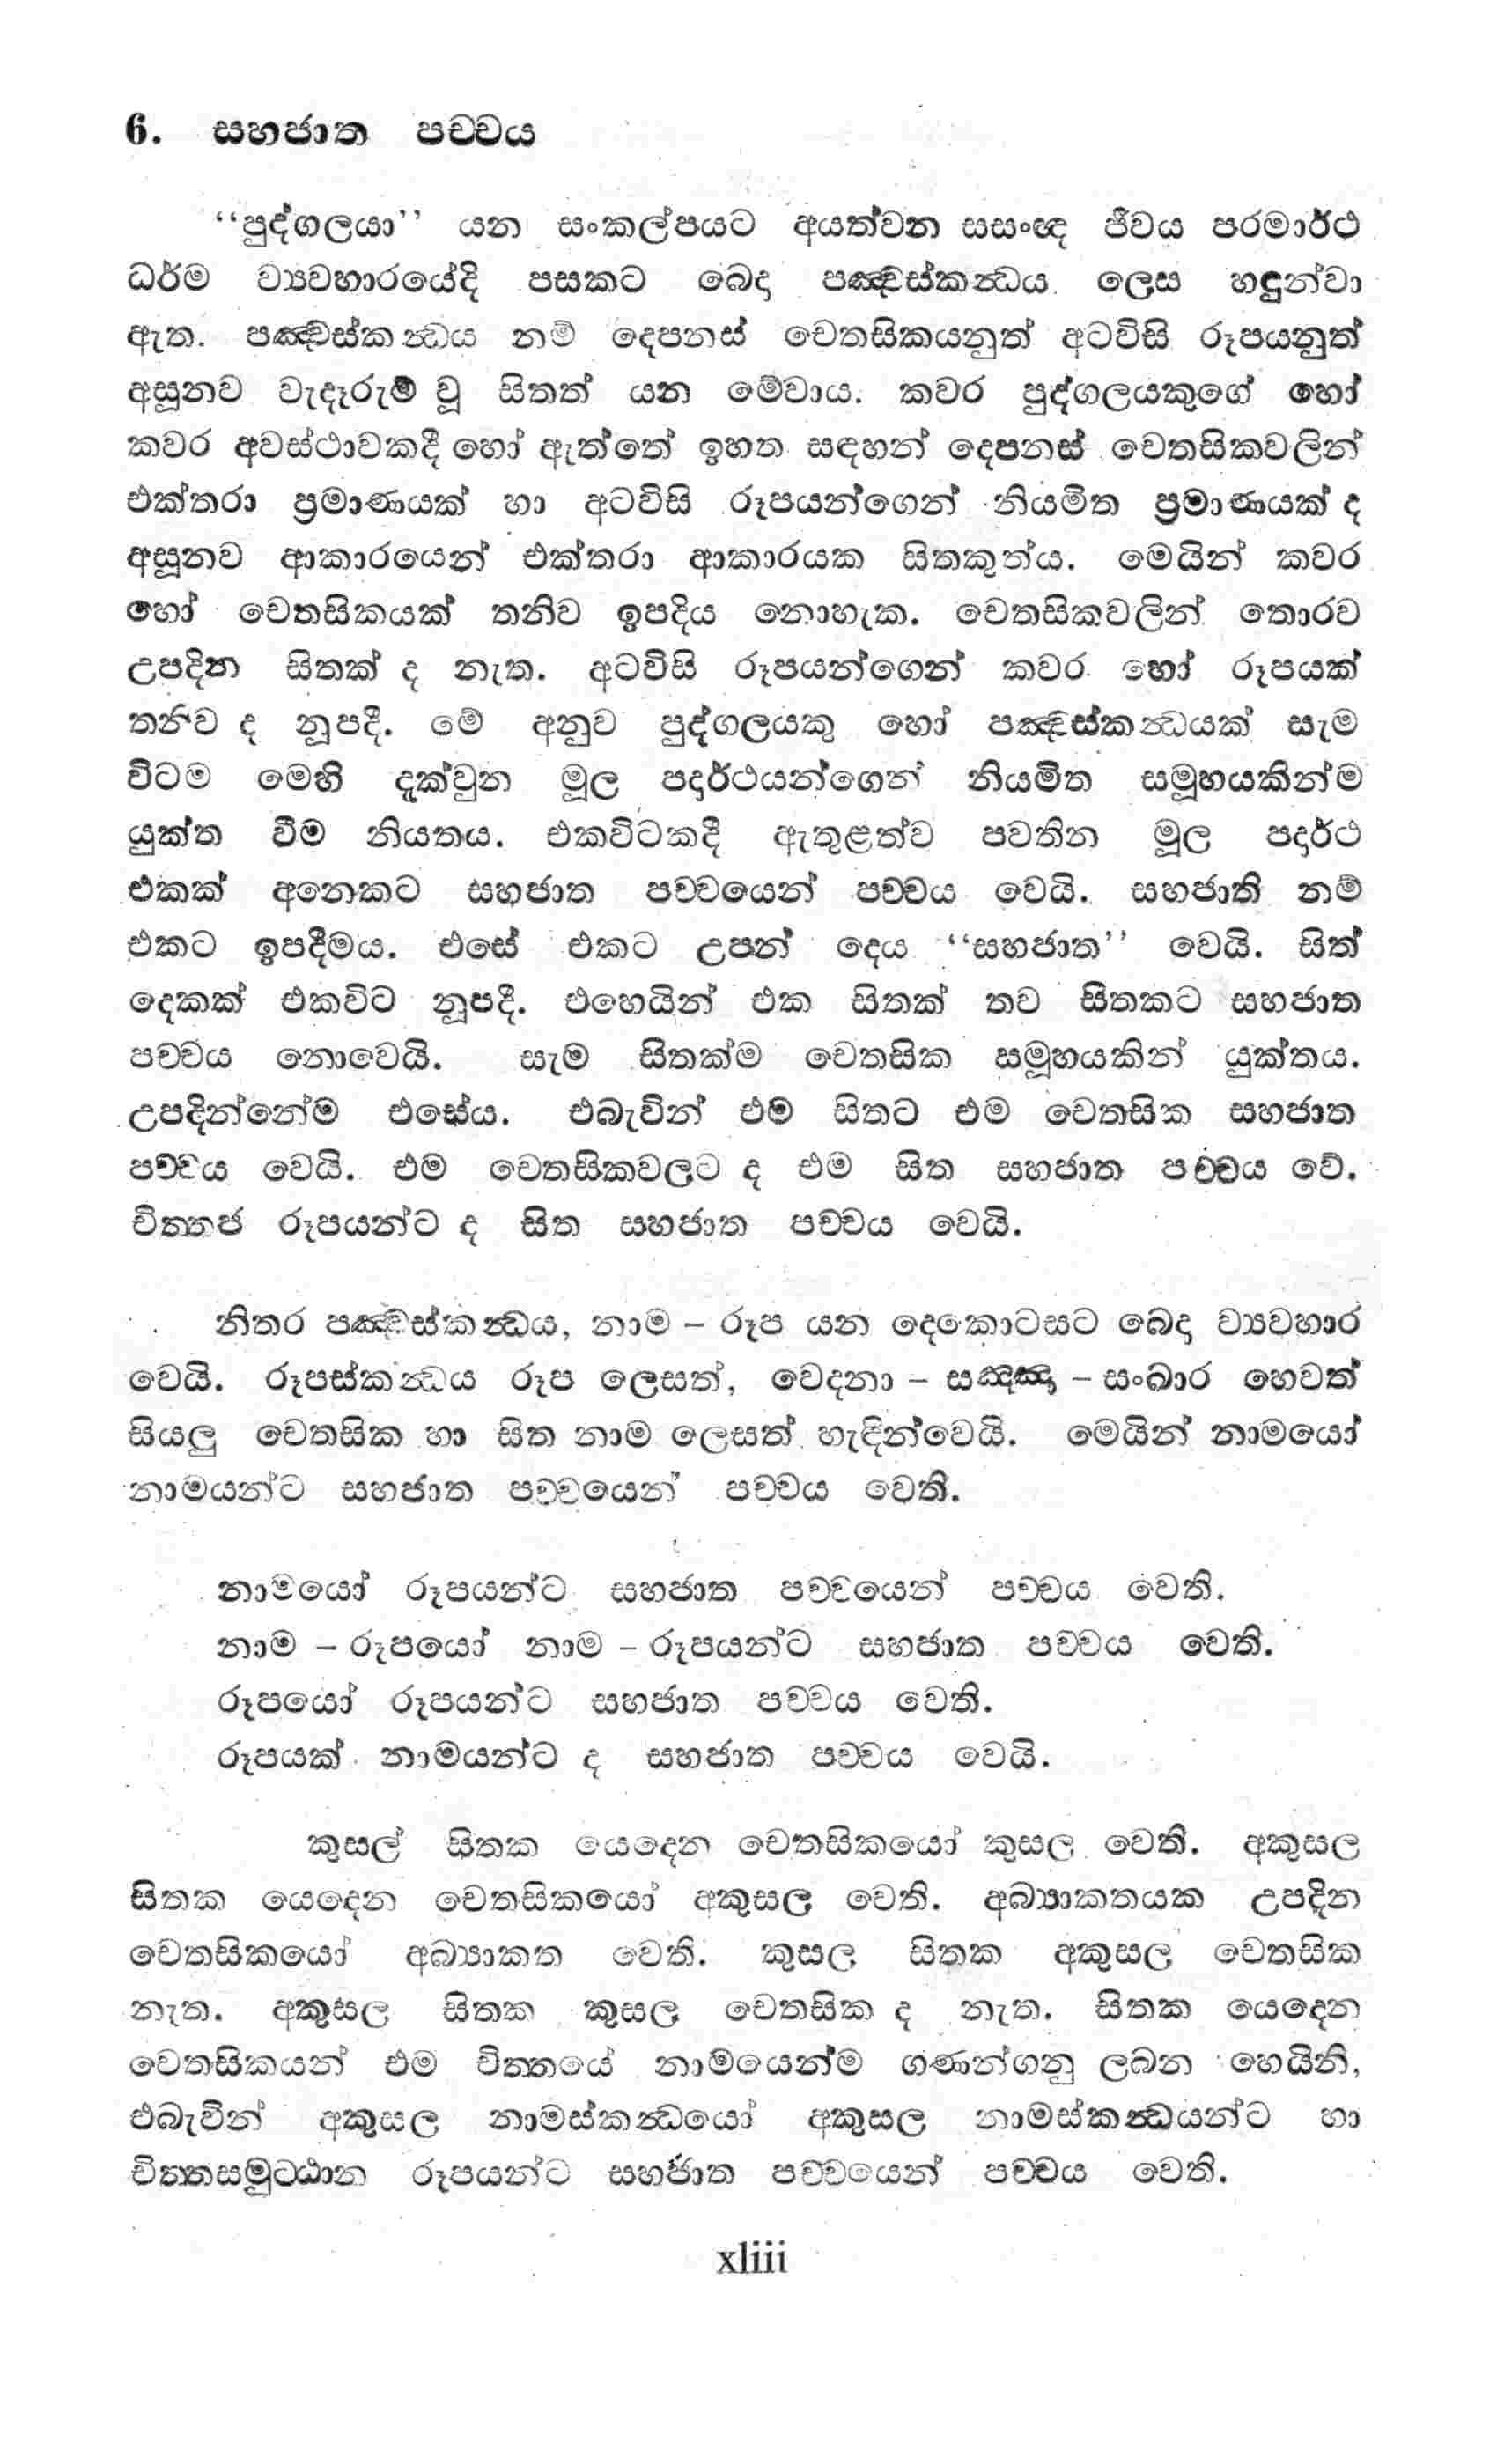 6. සහජාත පච්චය
“පුද්ගලයා” යන සංකල්පයට අයත්වන සසංඥ ජීවය පරමාර්ථ
ධර්ම ව්‍යවහාරයේදි පසකට බෙදා පඤ්චස්කන්ධය ලෙස හඳුන්වා
ඇත. පඤ්චස්කන්ධය නම් දෙපනස් චෙතසිකයනුත් අටවිසි රූපයනුත්
අසූනව වැදෑරුම් වූ සිතත් යන මේවාය. කවර පුද්ගලයකුගේ හෝ
කවර අවස්ථාවකදී හෝ ඇත්තේ ඉහත සඳහන් දෙපනස් චෙතසිකවලින්
එක්තරා ප්‍රමාණයක් හා අටවිසි රූපයන්ගෙන් නියමිත ප්‍රමාණයක් ද
අසූනව ආකාරයෙන් එක්තරා ආකාරයක සිතකුත්ය. මෙයින් කවර
හෝ චෙතසිකයක් තනිව ඉපදිය නොහැක. චෙතසිකවලින් තොරව
උපදින සිතක් ද නැත. අටවිසි රූපයන්ගෙන් කවර හෝ රූපයක්
තනිව ද නූපදී. මේ අනුව පුද්ගලයකු හෝ පඤ්චස්කන්ධයක් සැම
විටම මෙහි දැක්වුන මූල පදාර්ථයන්ගෙන් නියමිත සමූහයකින්ම
යුක්ත වීම නියතය. එකවිටකදී ඇතුළත්ව පවතින මූල පදාර්ථ
එකක් අනෙකට සහජාත පච්චයෙන් පච්චය වෙයි. සහජාති නම්
එකට ඉපදීමය. එසේ එකට උපන් දෙය “සහජාත” වෙයි. සිත්
දෙකක් එකවිට නූපදී. එහෙයින් එක සිතක් තව සිතකට සහජාත
පච්චය නොවෙයි. සැම සිතක්ම චෙතසික සමූහයකින් යුක්තය.
උපදින්නේම එසේය. එබැවින් එම සිතට එම චෙතසික සහජාත
පච්චය වෙයි. එම චෙතසිකවලට ද එම සිත සහජාත පච්චය වේ.
චිත්තජ රූපයන්ට ද සිත සහජාත පච්චය වෙයි.
නිතර පඤ්චස්කන්ධය, නාම – රූප යන දෙකොටසට බෙදා ව්‍යවහාර
වෙයි. රූපස්කන්ධය රූප ලෙසත්, වෙදනා – සඤ්ඤා – සංඛාර හෙවත්
සියලු චෙතසික හා සිත නාම ලෙසත් හැඳින්වෙයි. මෙයින් නාමයෝ
නාමයන්ට සහජාත පච්චයෙන් පච්චය වෙති.
නාමයෝ රූපයන්ට සහජාත පච්චයෙන් පච්චය වෙති.
නාම – රූපයෝ නාම – රූපයන්ට සහජාත පච්චය වෙති.
රූපයෝ රූපයන්ට සහජාත පච්චය වෙති.
රූපයක් නාමයන්ට ද සහජාත පච්චය වෙයි.
කුසල් සිතක යෙදෙන චෙතසිකයෝ කුසල වෙති. අකුසල
සිතක යෙදෙන චෙතසිකයෝ අකුසල වෙති. අබ්‍යාකතයක උපදින
චෙතසිකයෝ අබ්‍යාකත වෙති. කුසල සිතක අකුසල චෙතසික
නැත. අකුසල සිතක කුසල චෙතසික ද නැත. සිතක යෙදෙන
චෙතසිකයන් එම චිත්තයේ නාමයෙන්ම ගණන්ගනු ලබන හෙයිනි,
එබැවින් අකුසල නාමස්කන්ධයෝ අකුසල නාමස්කන්ධයන්ට හා
චිත්තසමුට්ඨාන රූපයන්ට සහජාත පච්චයෙන් පච්චය වෙති.
xliii